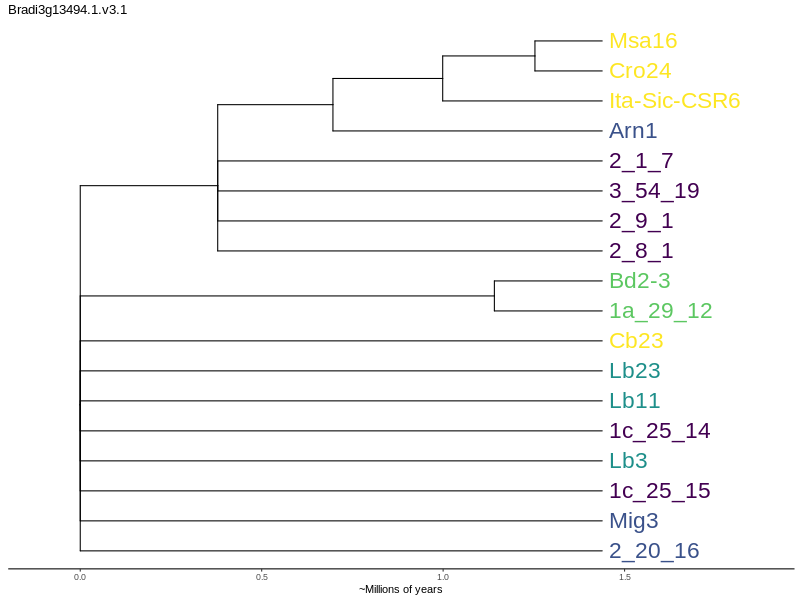 Bradi3g13494.1.v3.1
Msa16
Cro24
Ita-Sic-CSR6
Arn1
2_1_7
3_54_19
2_9_1
2_8_1
Bd2-3
1a_29_12
Cb23
Lb23
Lb11
1c_25_14
Lb3
1c_25_15
Mig3
2_20_16
0.0 0.5 1.0 1.5
~Millions of years